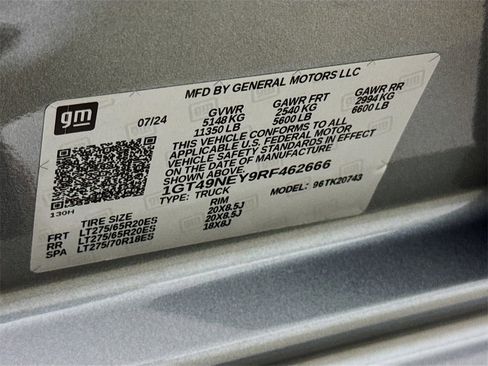 MFD BY GENERAL MOTORS LLC
gm
07/24 GVWR GAWR FRT GAWR RR
5148 KG 2540 KG 2994 KG
11350 LB 5600 LB 6600 LB
THIS VEHICLE CONFORMS TO ALL
APPLICABLE U.S. FEDERAL MOTOR
VEHICLE SAFETY STANDARDS IN EFFECT
ON THE DATE OF MANUFACTURE
1GT49NEY9RF462666
TYPE: TRUCK MODEL: 96TK20743
130H
TIRE SIZE RIM
FRT LT275/65R20ES 20X8.5J
RR LT275/65R20ES 20X8.5J
SPA LT275/70R18ES 18X8J